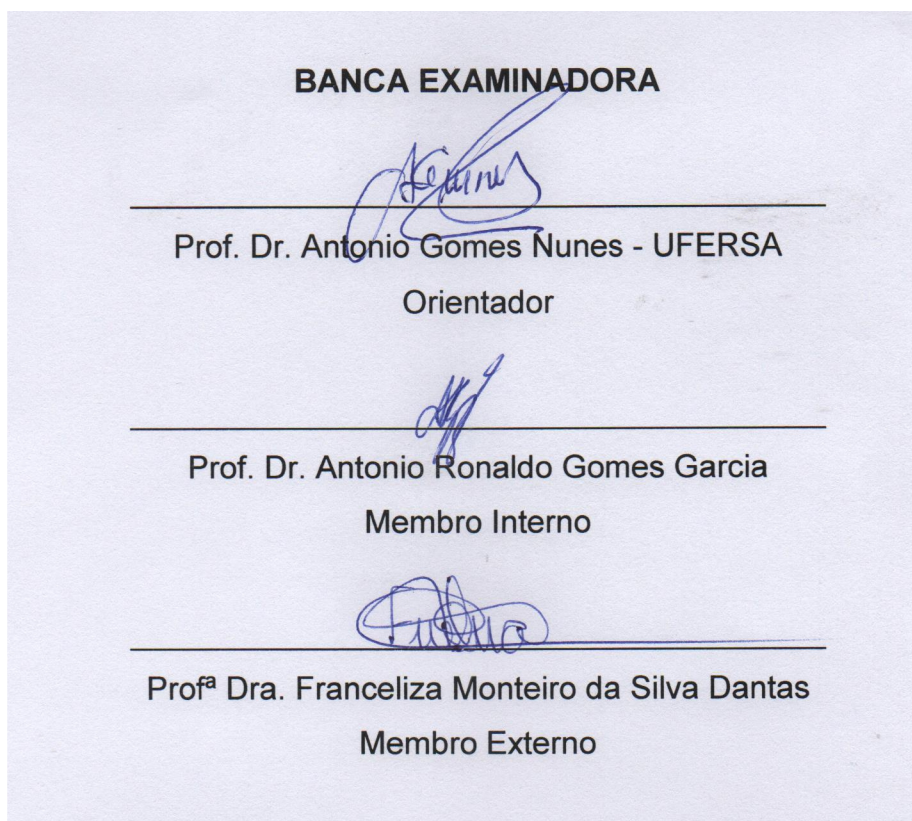 BANCA EXAMINADORA
Prof. Dr. Antonio Gomes Nunes - UFERSA
Orientador
Prof. Dr. Antonio Ronaldo Gomes Garcia
Membro Interno
Profª Dra. Franceliza Monteiro da Silva Dantas
Membro Externo